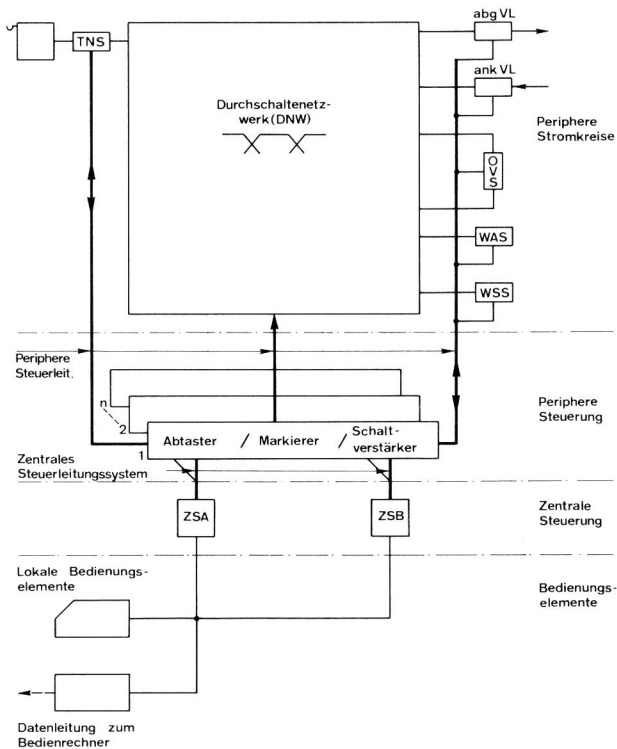 abg VL
TNS
ank VL
Durchschaltenetz-
werk(DNW)
Periphere
Stromkreise
OVS
WAS
WSS
Periphere
Steuerleit.
Periphere
Steuerung
n
2
1
Abtaster / Markierer / Schalt-
verstärker
Zentrales
Steuerleitungssystem
ZSA
ZSB
Zentrale
Steuerung
Lokale Bedienungs-
elemente
Bedienungs-
elemente
Datenleitung zum
Bedienrechner